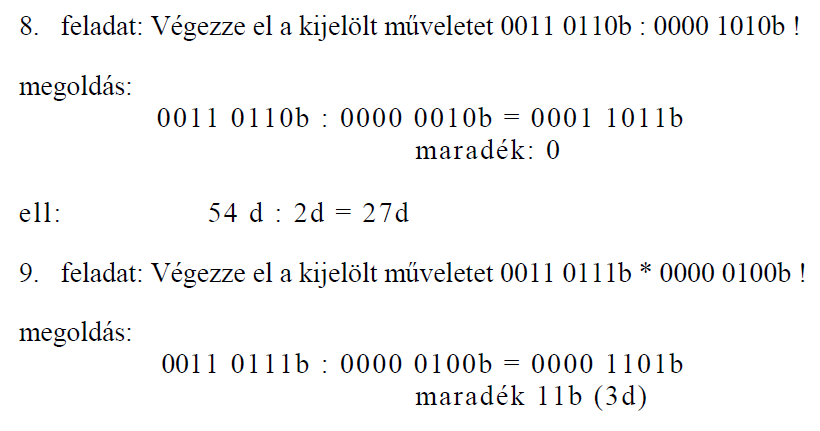 8. feladat: Végezze el a kijelölt műveletet 0011 0110b : 0000 1010b !
megoldás:
0011 0110b : 0000 0010b = 0001 1011b
maradék: 0
ell: 54 d : 2d = 27d
9. feladat: Végezze el a kijelölt műveletet 0011 0111b * 0000 0100b !
megoldás:
0011 0111b : 0000 0100b = 0000 1101b
maradék 11b (3d)